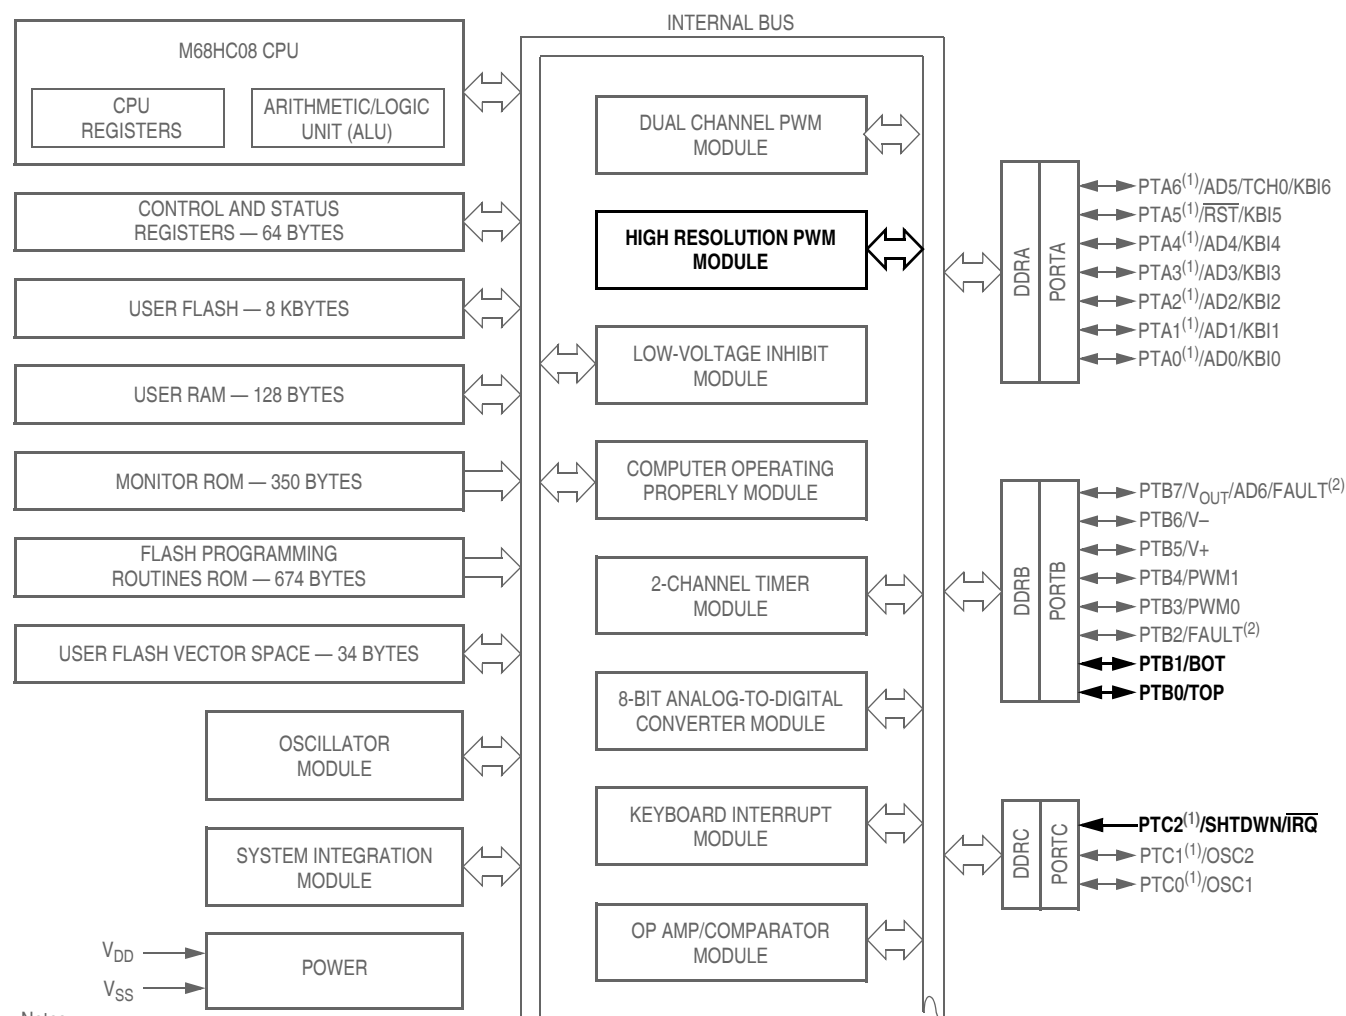 INTERNAL BUS
M68HC08 CPU
CPU
REGISTERS
ARITHMETIC/LOGIC
UNIT (ALU)
CONTROL AND STATUS
REGISTERS — 64 BYTES
USER FLASH — 8 KBYTES
USER RAM — 128 BYTES
MONITOR ROM — 350 BYTES
FLASH PROGRAMMING
ROUTINES ROM — 674 BYTES
USER FLASH VECTOR SPACE — 34 BYTES
OSCILLATOR
MODULE
SYSTEM INTEGRATION
MODULE
VDD
VSS
POWER
DUAL CHANNEL PWM
MODULE
HIGH RESOLUTION PWM
MODULE
LOW-VOLTAGE INHIBIT
MODULE
COMPUTER OPERATING
PROPERLY MODULE
2-CHANNEL TIMER
MODULE
8-BIT ANALOG-TO-DIGITAL
CONVERTER MODULE
KEYBOARD INTERRUPT
MODULE
OP AMP/COMPARATOR
MODULE
DDRA
PORTA
PTA6(1)/AD5/TCH0/KBI6
PTA5(1)/RST/KBI5
PTA4(1)/AD4/KBI4
PTA3(1)/AD3/KBI3
PTA2(1)/AD2/KBI2
PTA1(1)/AD1/KBI1
PTA0(1)/AD0/KBI0
DDRB
PORTB
PTB7/VOUT/AD6/FAULT(2)
PTB6/V–
PTB5/V+
PTB4/PWM1
PTB3/PWM0
PTB2/FAULT(2)
PTB1/BOT
PTB0/TOP
DDRC
PORTC
PTC2(1)/SHTDWN/IRQ
PTC1(1)/OSC2
PTC0(1)/OSC1